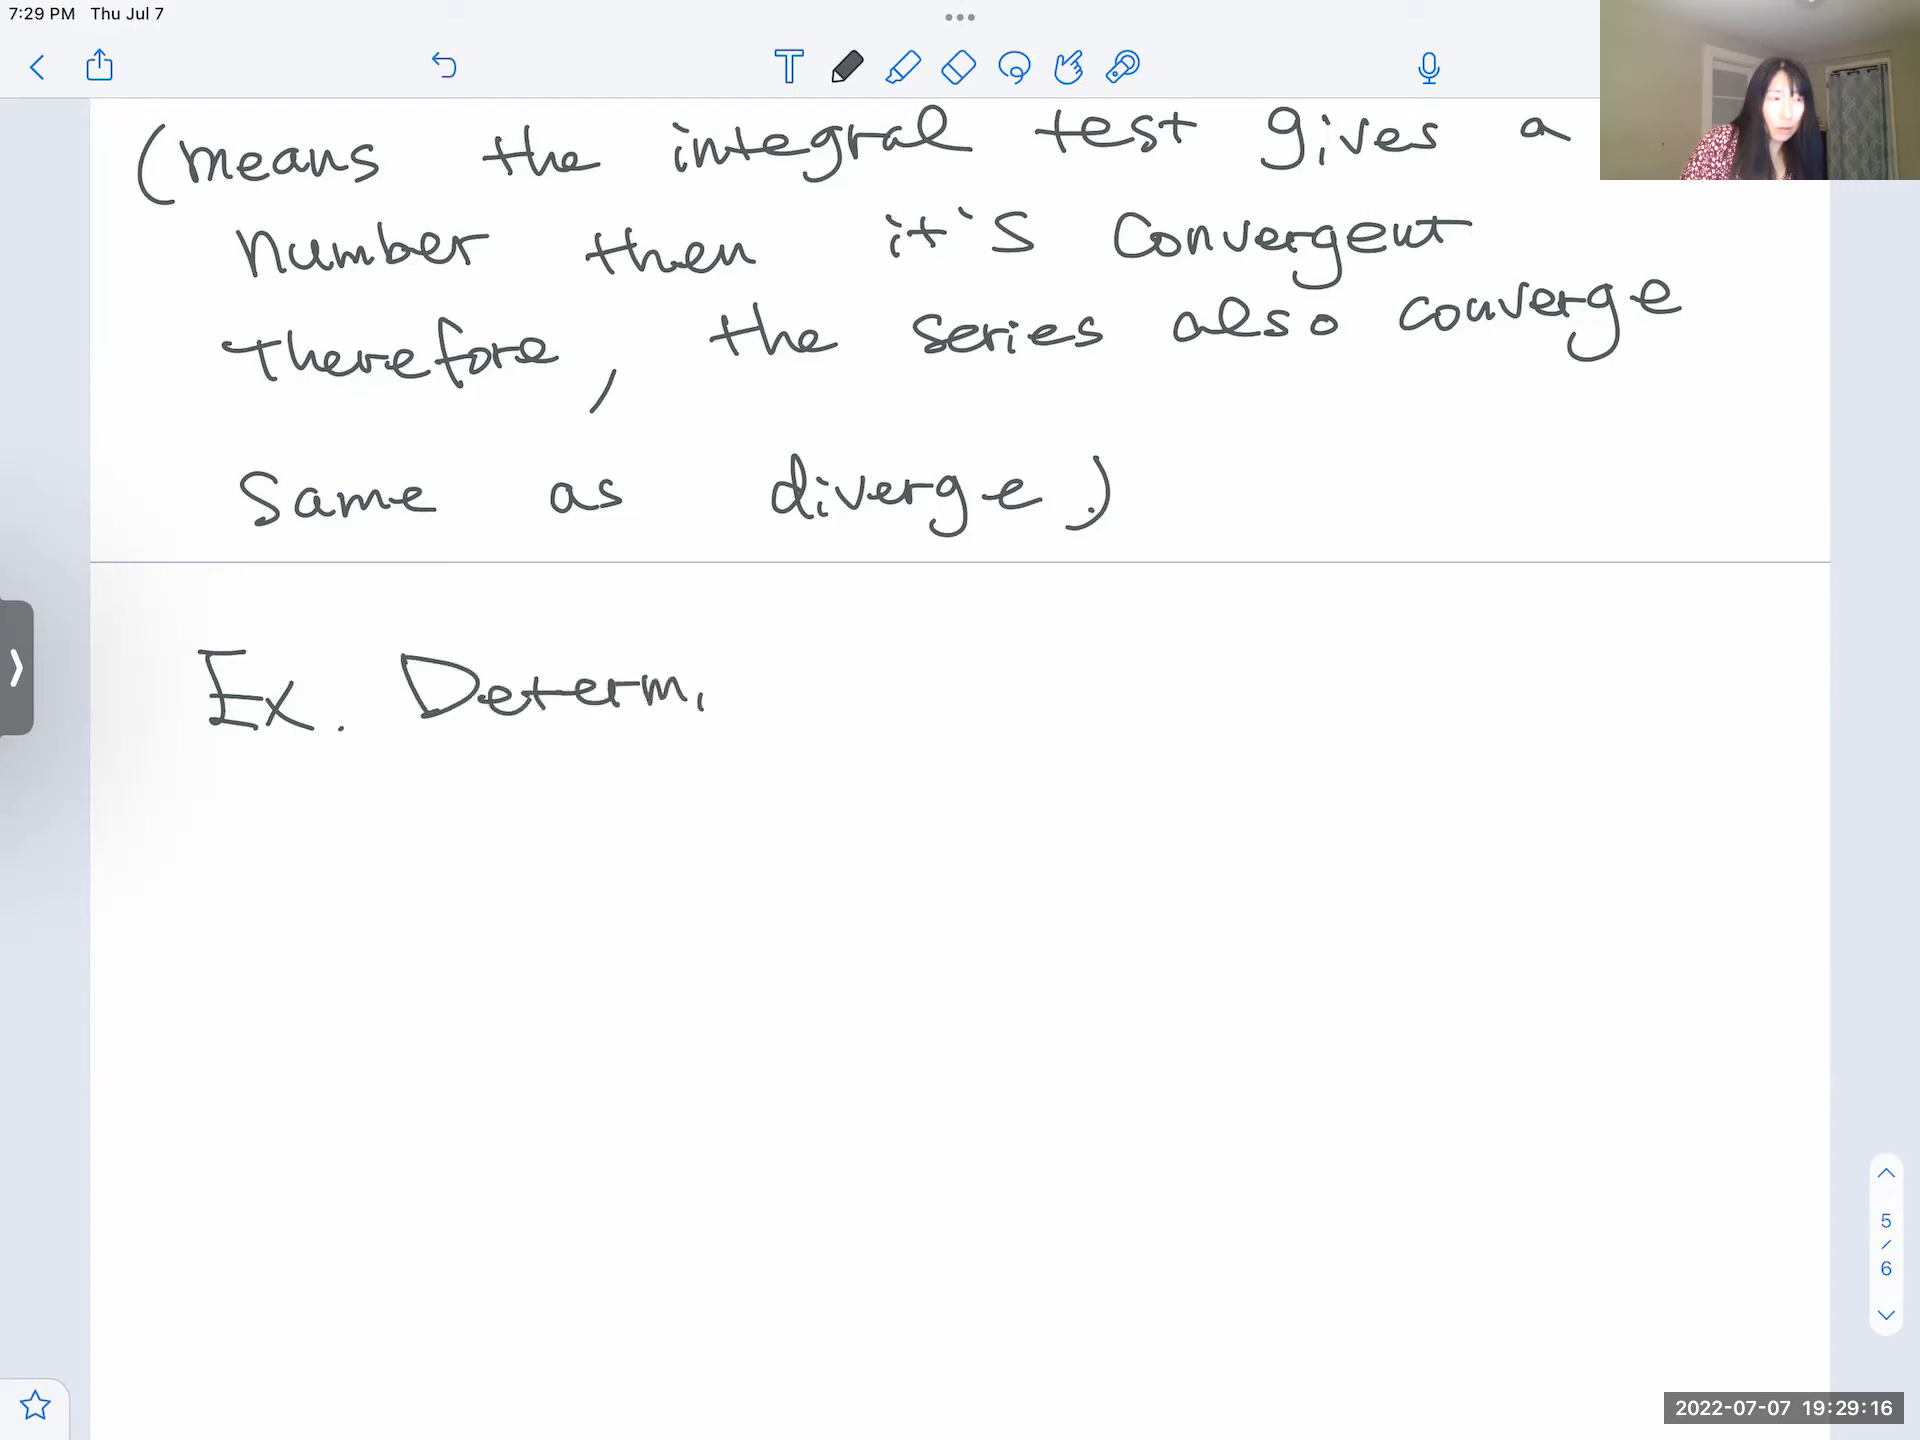 7:29 PM Thu Jul 7
(means the integral test gives a
number then it's convergent
Therefore, the series also converge
Same as diverge.)
Ex. Determi
5
/
6
2022-07-07 19:29:16